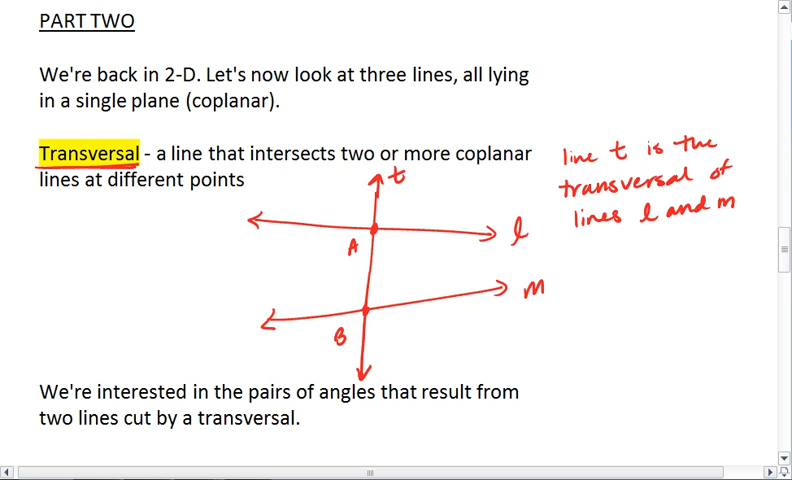 PART TWO
We're back in 2-D. Let's now look at three lines, all lying
in a single plane (coplanar).
Transversal - a line that intersects two or more coplanar
lines at different points
line t is the
transversal of
lines l and m
t
l
A
m
B
We're interested in the pairs of angles that result from
two lines cut by a transversal.